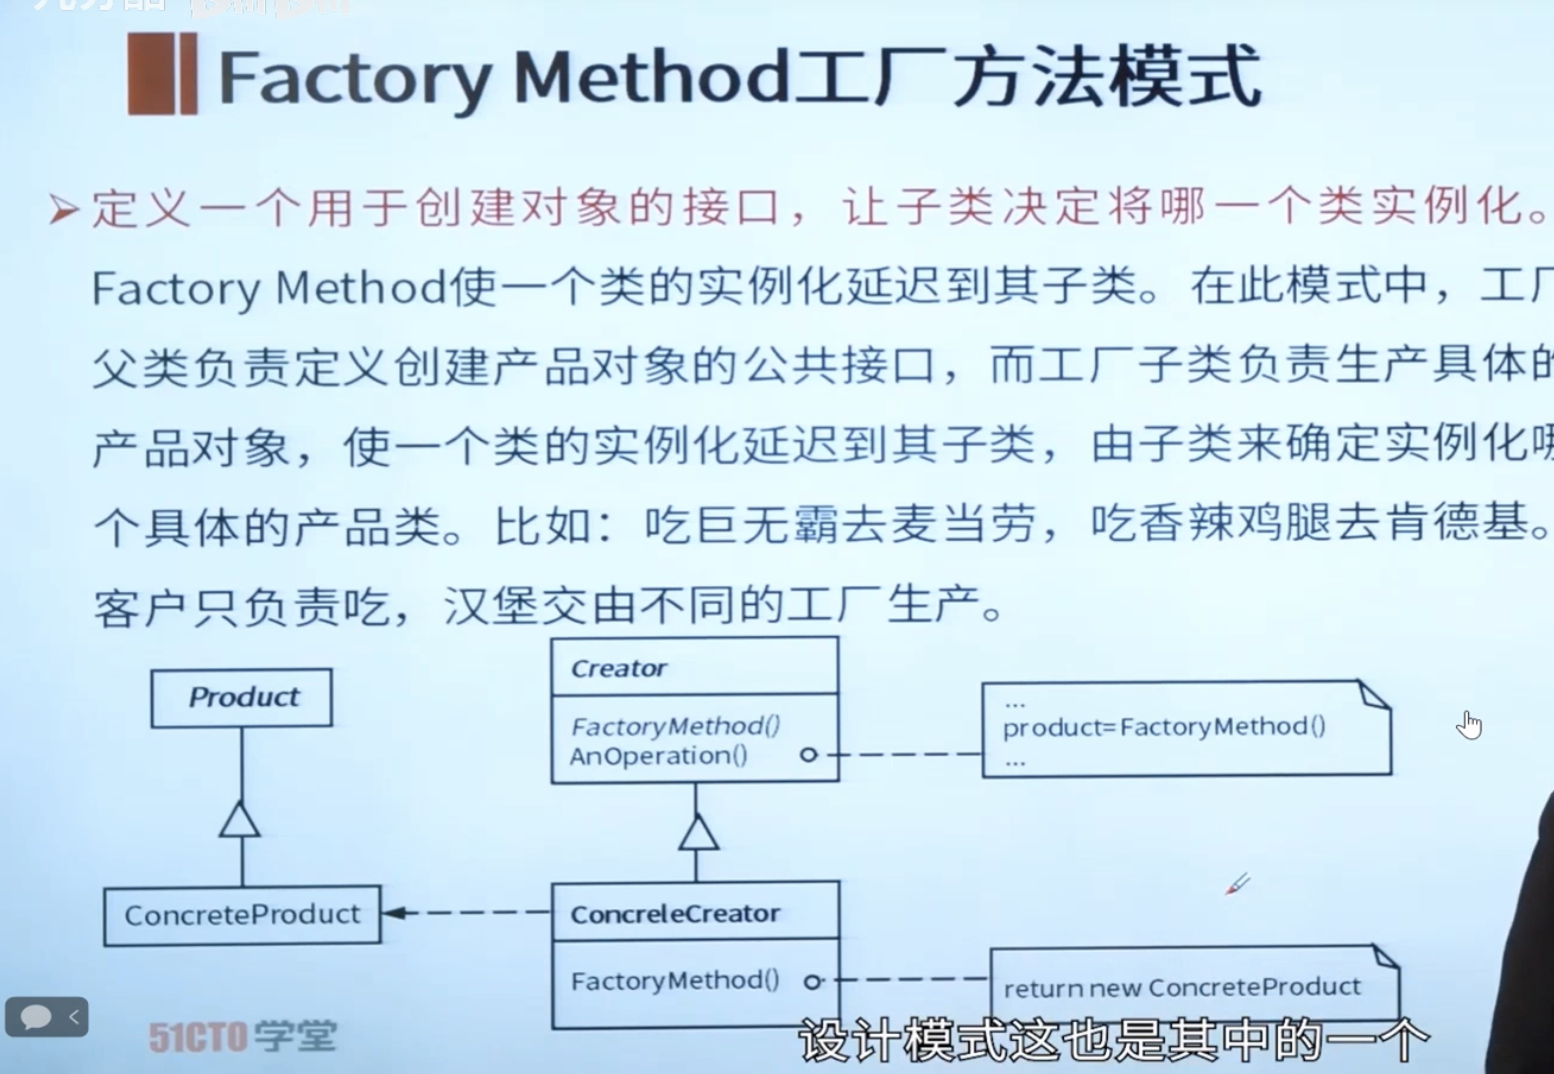 Factory Method工厂方法模式
➢定义一个用于创建对象的接口，让子类决定将哪一个类实例化。
Factory Method使一个类的实例化延迟到其子类。在此模式中，工厂
父类负责定义创建产品对象的公共接口，而工厂子类负责生产具体的
产品对象，使一个类的实例化延迟到其子类，由子类来确定实例化哪
个具体的产品类。比如：吃巨无霸去麦当劳，吃香辣鸡腿去肯德基。
客户只负责吃，汉堡交由不同的工厂生产。
Product
Creator
FactoryMethod()
AnOperation()
...
product=FactoryMethod()
...
ConcreteProduct
ConcreleCreator
FactoryMethod()
return new ConcreteProduct
51CTO学堂
设计模式这也是其中的一个